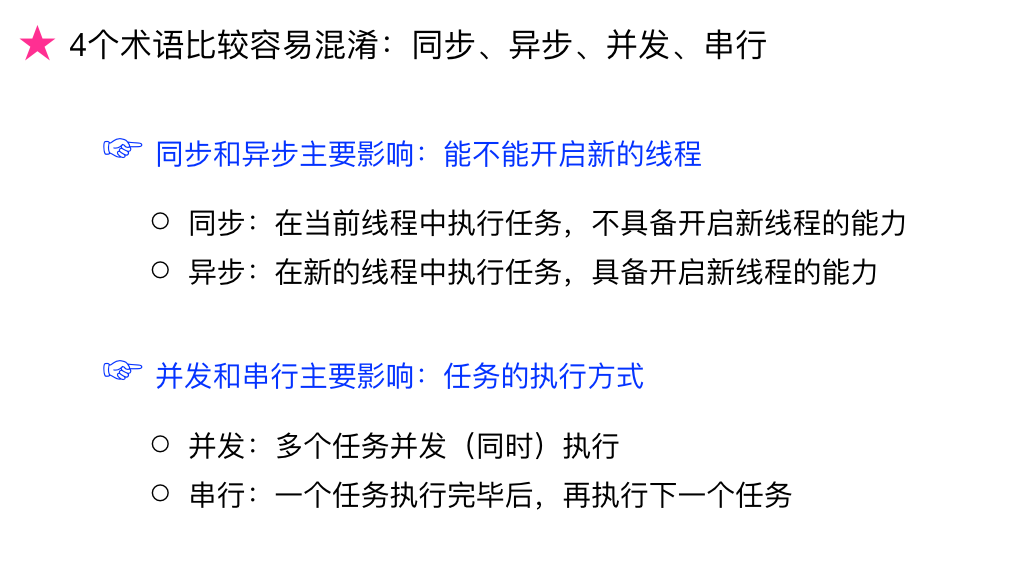 ★ 4个术语比较容易混淆：同步、异步、并发、串行
☞ 同步和异步主要影响：能不能开启新的线程
○ 同步：在当前线程中执行任务，不具备开启新线程的能力
○ 异步：在新的线程中执行任务，具备开启新线程的能力
☞ 并发和串行主要影响：任务的执行方式
○ 并发：多个任务并发（同时）执行
○ 串行：一个任务执行完毕后，再执行下一个任务